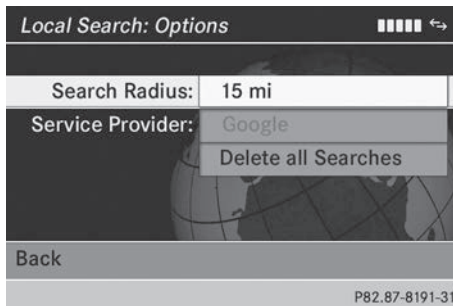 Local Search: Options
Search Radius: 15 mi
Service Provider: Google
Delete all Searches
Back
P82.87-8191-31